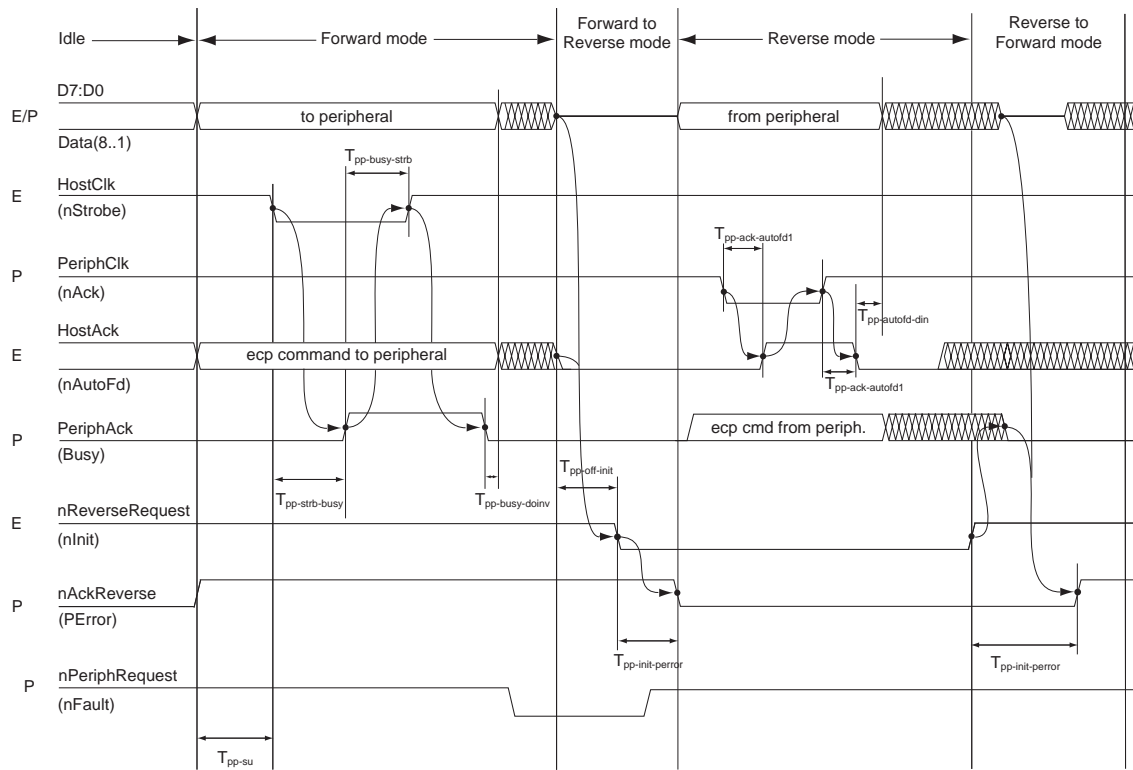 Idle
Forward mode
Forward to
Reverse mode
Reverse mode
Reverse to
Forward mode
D7:D0
E/P
to peripheral
from peripheral
Data(8..1)
Tpp-busy-strb
HostClk
E
(nStrobe)
Tpp-ack-autofd1
PeriphClk
P
(nAck)
Tpp-autofd-din
HostAck
E
ecp command to peripheral
(nAutoFd)
Tpp-ack-autofd1
PeriphAck
P
ecp cmd from periph.
(Busy)
Tpp-off-init
Tpp-strb-busy
Tpp-busy-doinv
nReverseRequest
E
(nInit)
nAckReverse
P
(PError)
Tpp-init-perror
Tpp-init-perror
nPeriphRequest
P
(nFault)
Tpp-su